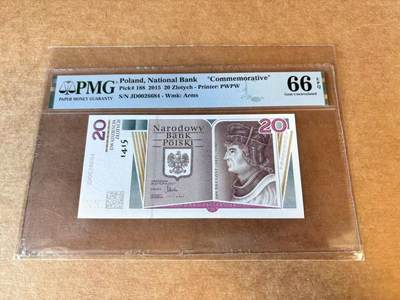 PMG
PAPER MONEY GUARANTY
Poland, National Bank "Commemorative"
Pick# 188 2015 20 Zlotych - Printer: PWPW
S/N JD0028684 - Wmk: Arms
66 EPQ
Gem Uncirculated
20
1415
Narodowy
Bank
Polski
20